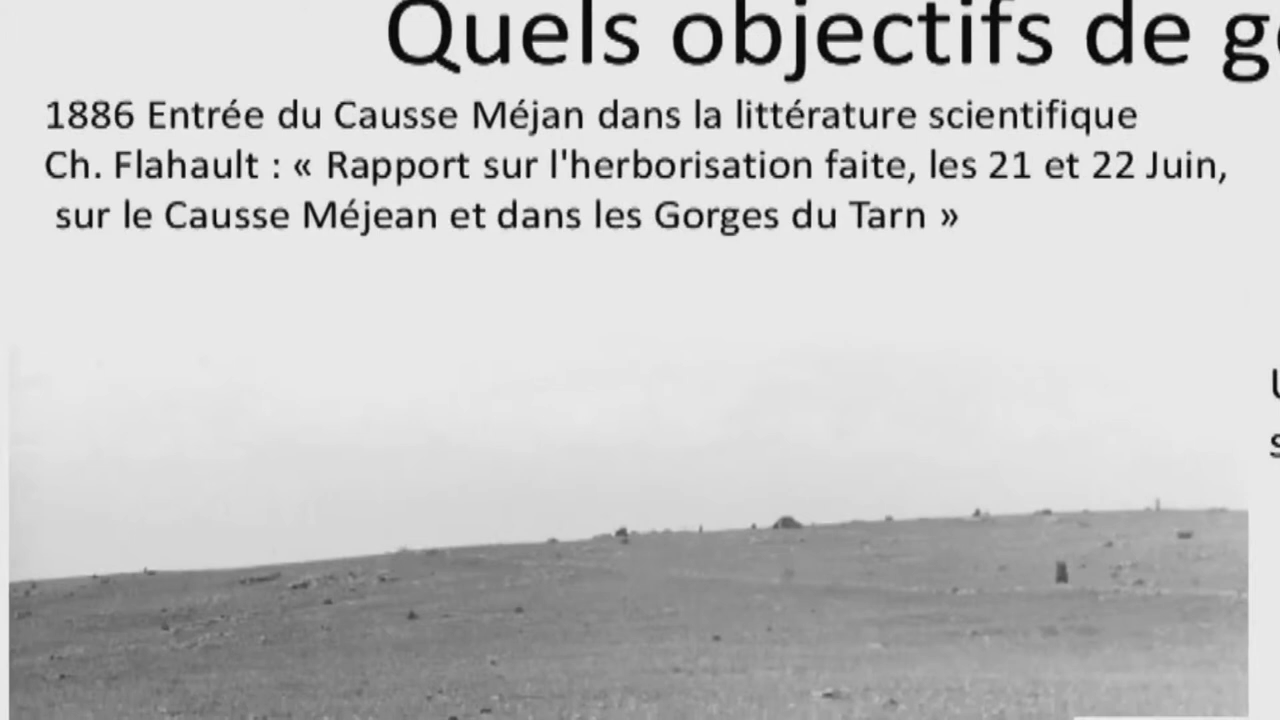 Quels objectifs de
1886 Entrée du Causse Méjan dans la littérature scientifique
Ch. Flahault : « Rapport sur l'herborisation faite, les 21 et 22 Juin,
sur le Causse Méjean et dans les Gorges du Tarn »